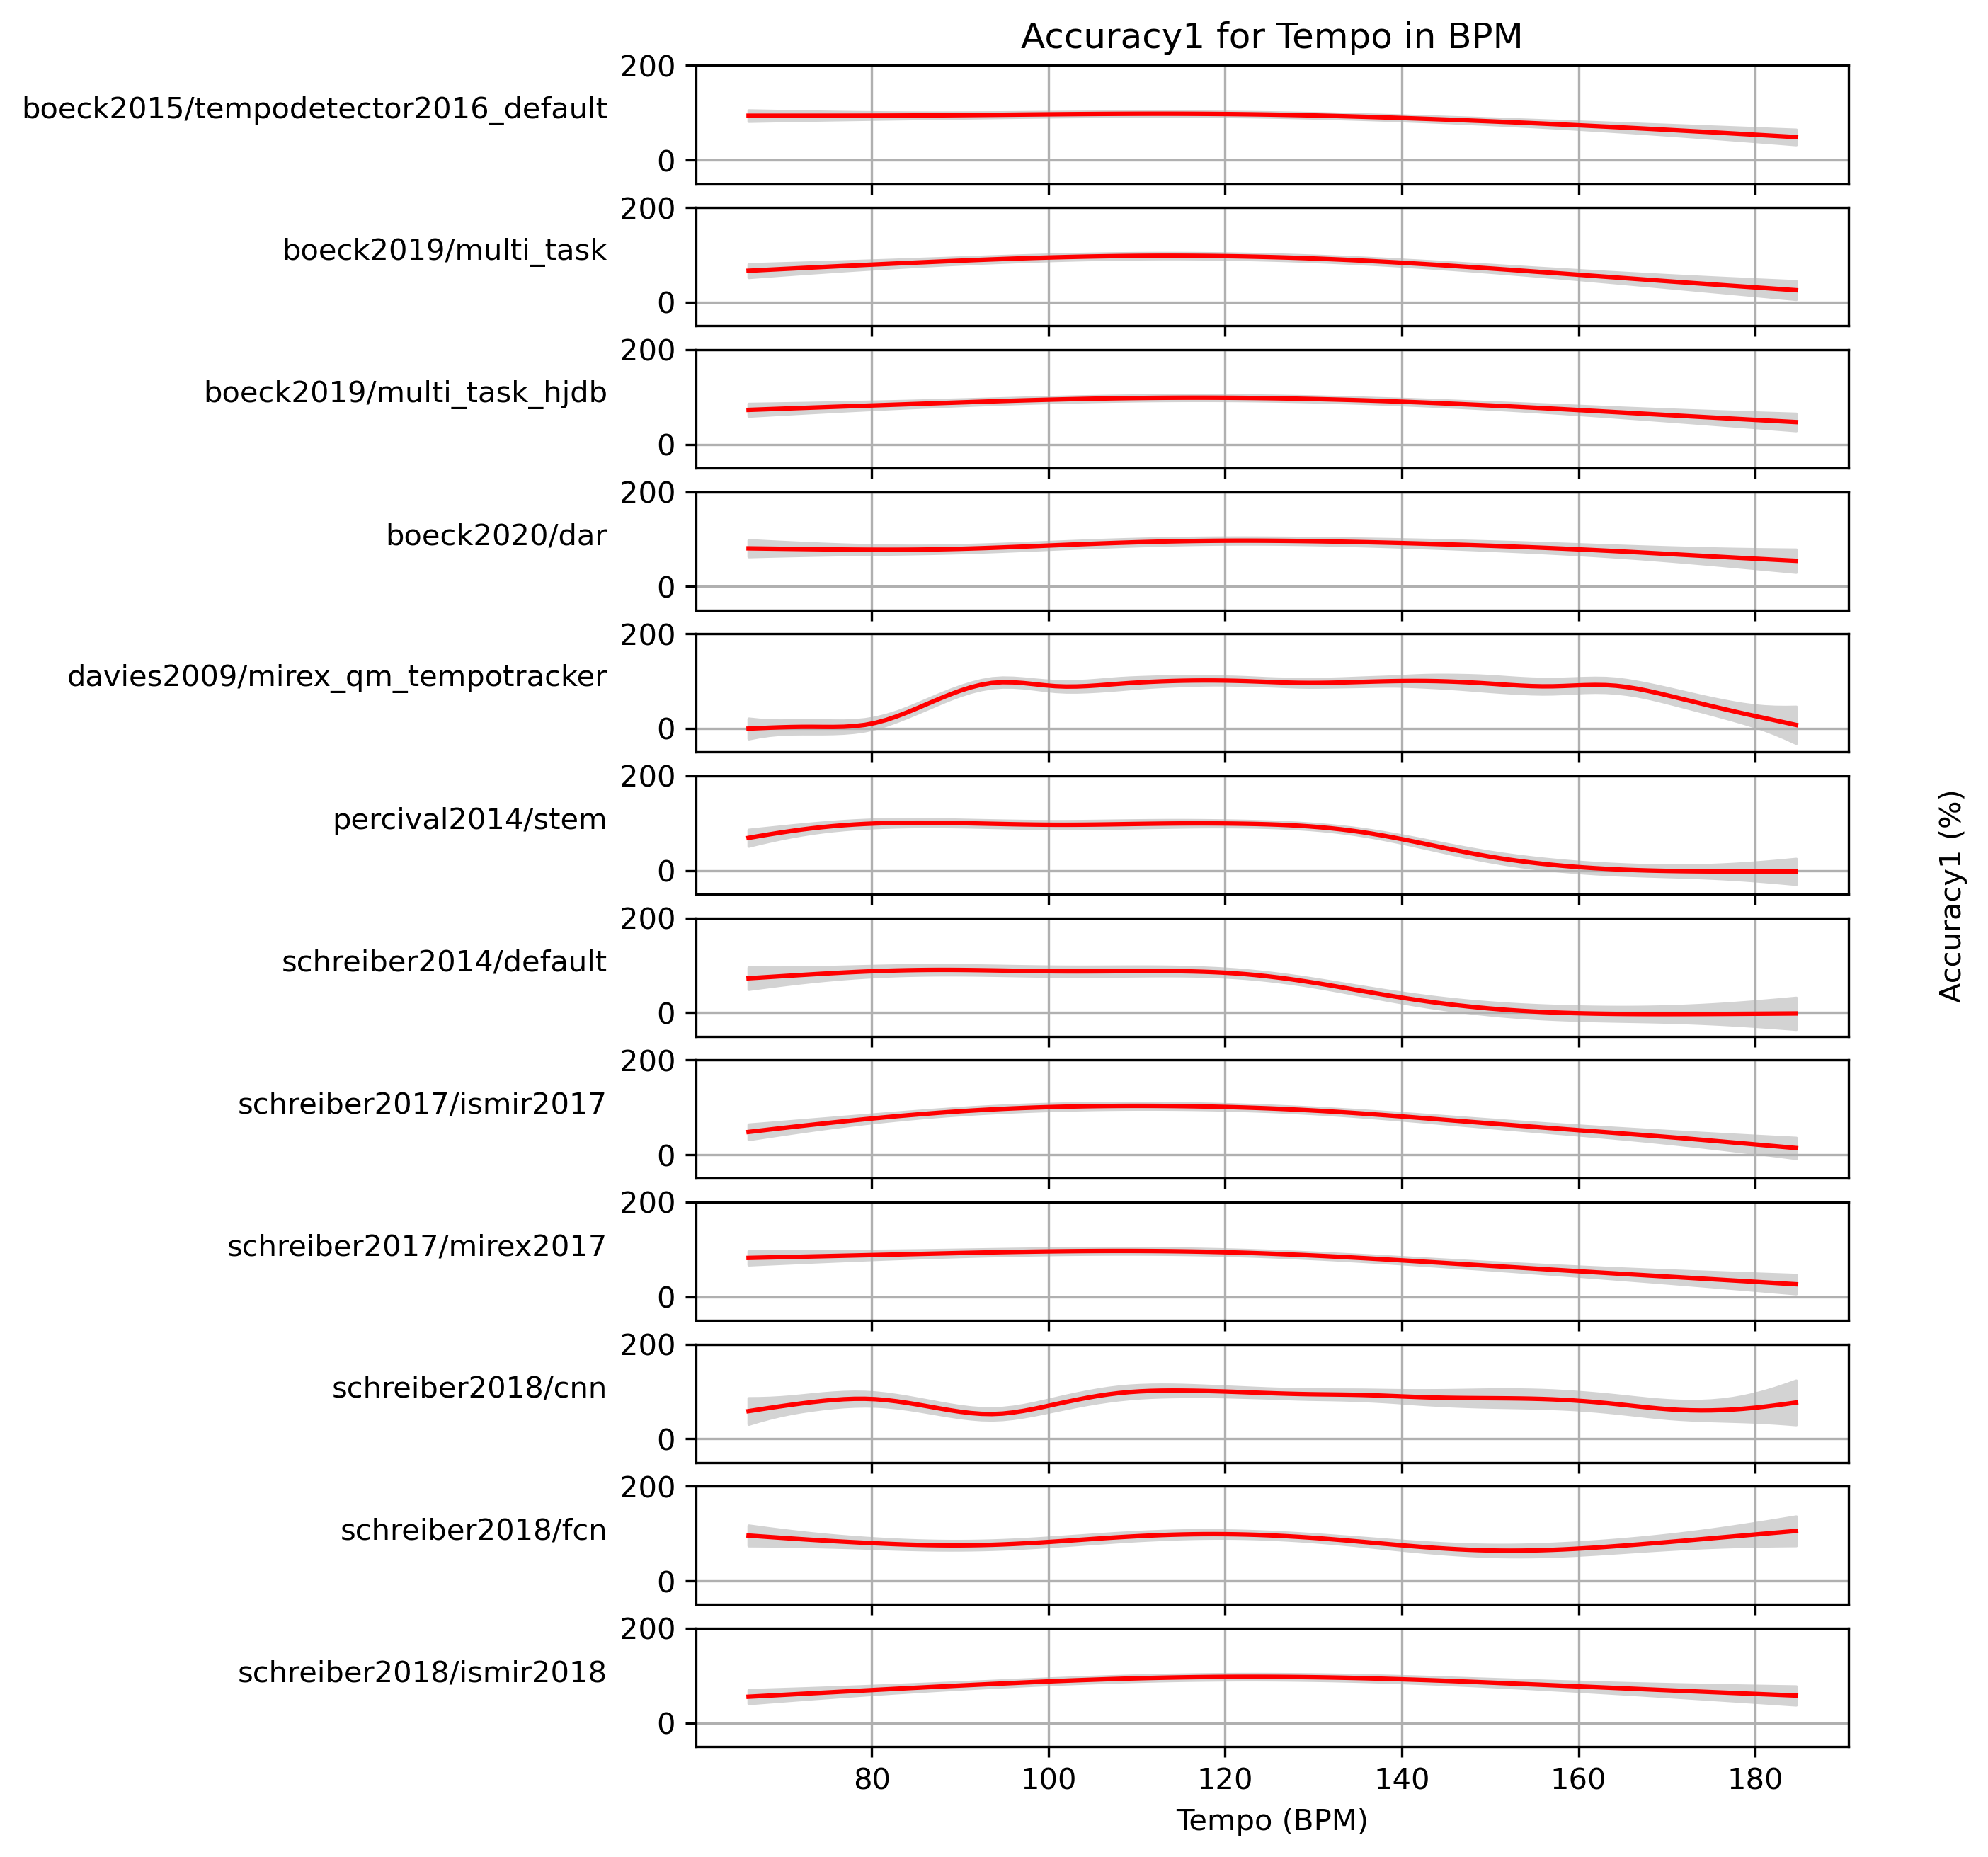 Accuracy1 for Tempo in BPM
200
boeck2015/tempodetector2016_default
0
200
boeck2019/multi_task
0
200
boeck2019/multi_task_hjdb
0
200
boeck2020/dar
0
200
davies2009/mirex_qm_tempotracker
0
200
percival2014/stem
0
200
schreiber2014/default
0
200
schreiber2017/ismir2017
0
200
schreiber2017/mirex2017
0
200
schreiber2018/cnn
0
200
schreiber2018/fcn
0
200
schreiber2018/ismir2018
0
80 100 120 140 160 180
Tempo (BPM)
Accuracy1 (%)